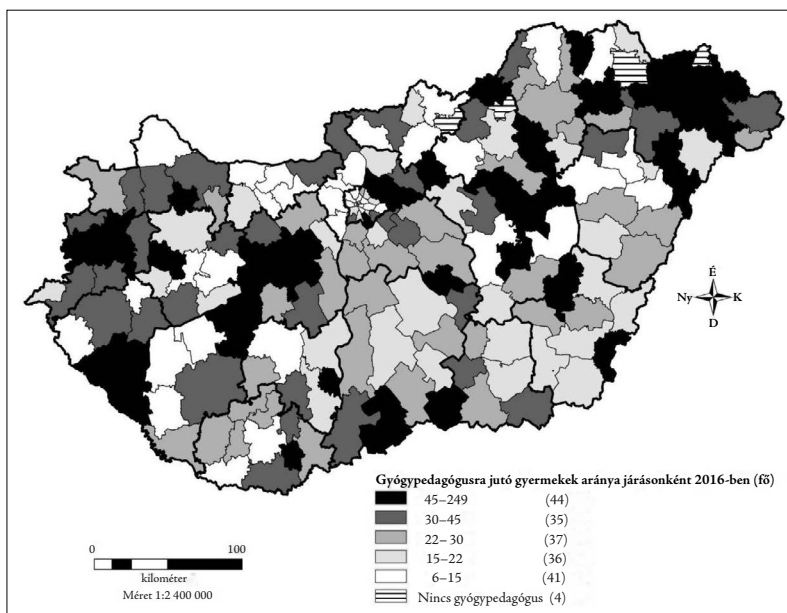 É
Ny K
D
Gyógypedagógusra jutó gyermekek aránya járásonként 2016-ben (fő)
45–249 (44)
30–45 (35)
22–30 (37)
15–22 (36)
6–15 (41)
Nincs gyógypedagógus (4)
0 100
kilométer
Méret 1:2 400 000